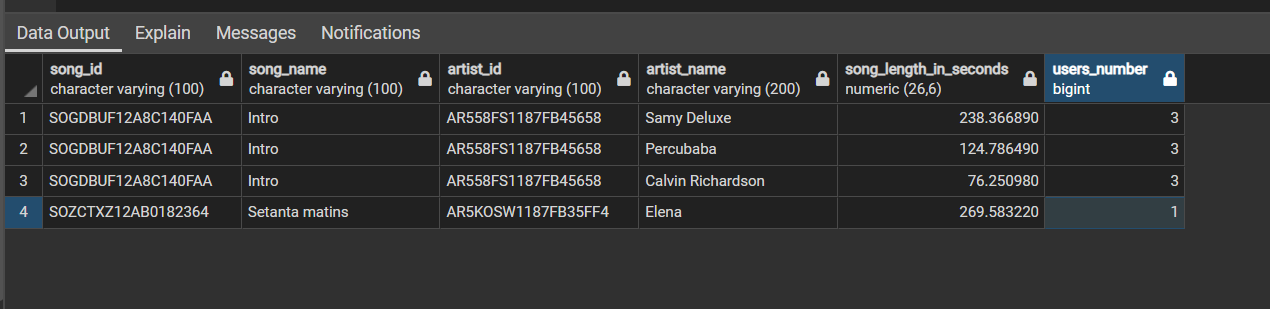 Data Output Explain Messages Notifications
song_id song_name artist_id artist_name song_length_in_seconds users_number
character varying (100) character varying (100) character varying (100) character varying (200) numeric (26,6) bigint
1 SOGDBUF12A8C140FAA Intro AR558FS1187FB45658 Samy Deluxe 238.366890 3
2 SOGDBUF12A8C140FAA Intro AR558FS1187FB45658 Percubaba 124.786490 3
3 SOGDBUF12A8C140FAA Intro AR558FS1187FB45658 Calvin Richardson 76.250980 3
4 SOZCTXZ12AB0182364 Setanta matins AR5KOSW1187FB35FF4 Elena 269.583220 1